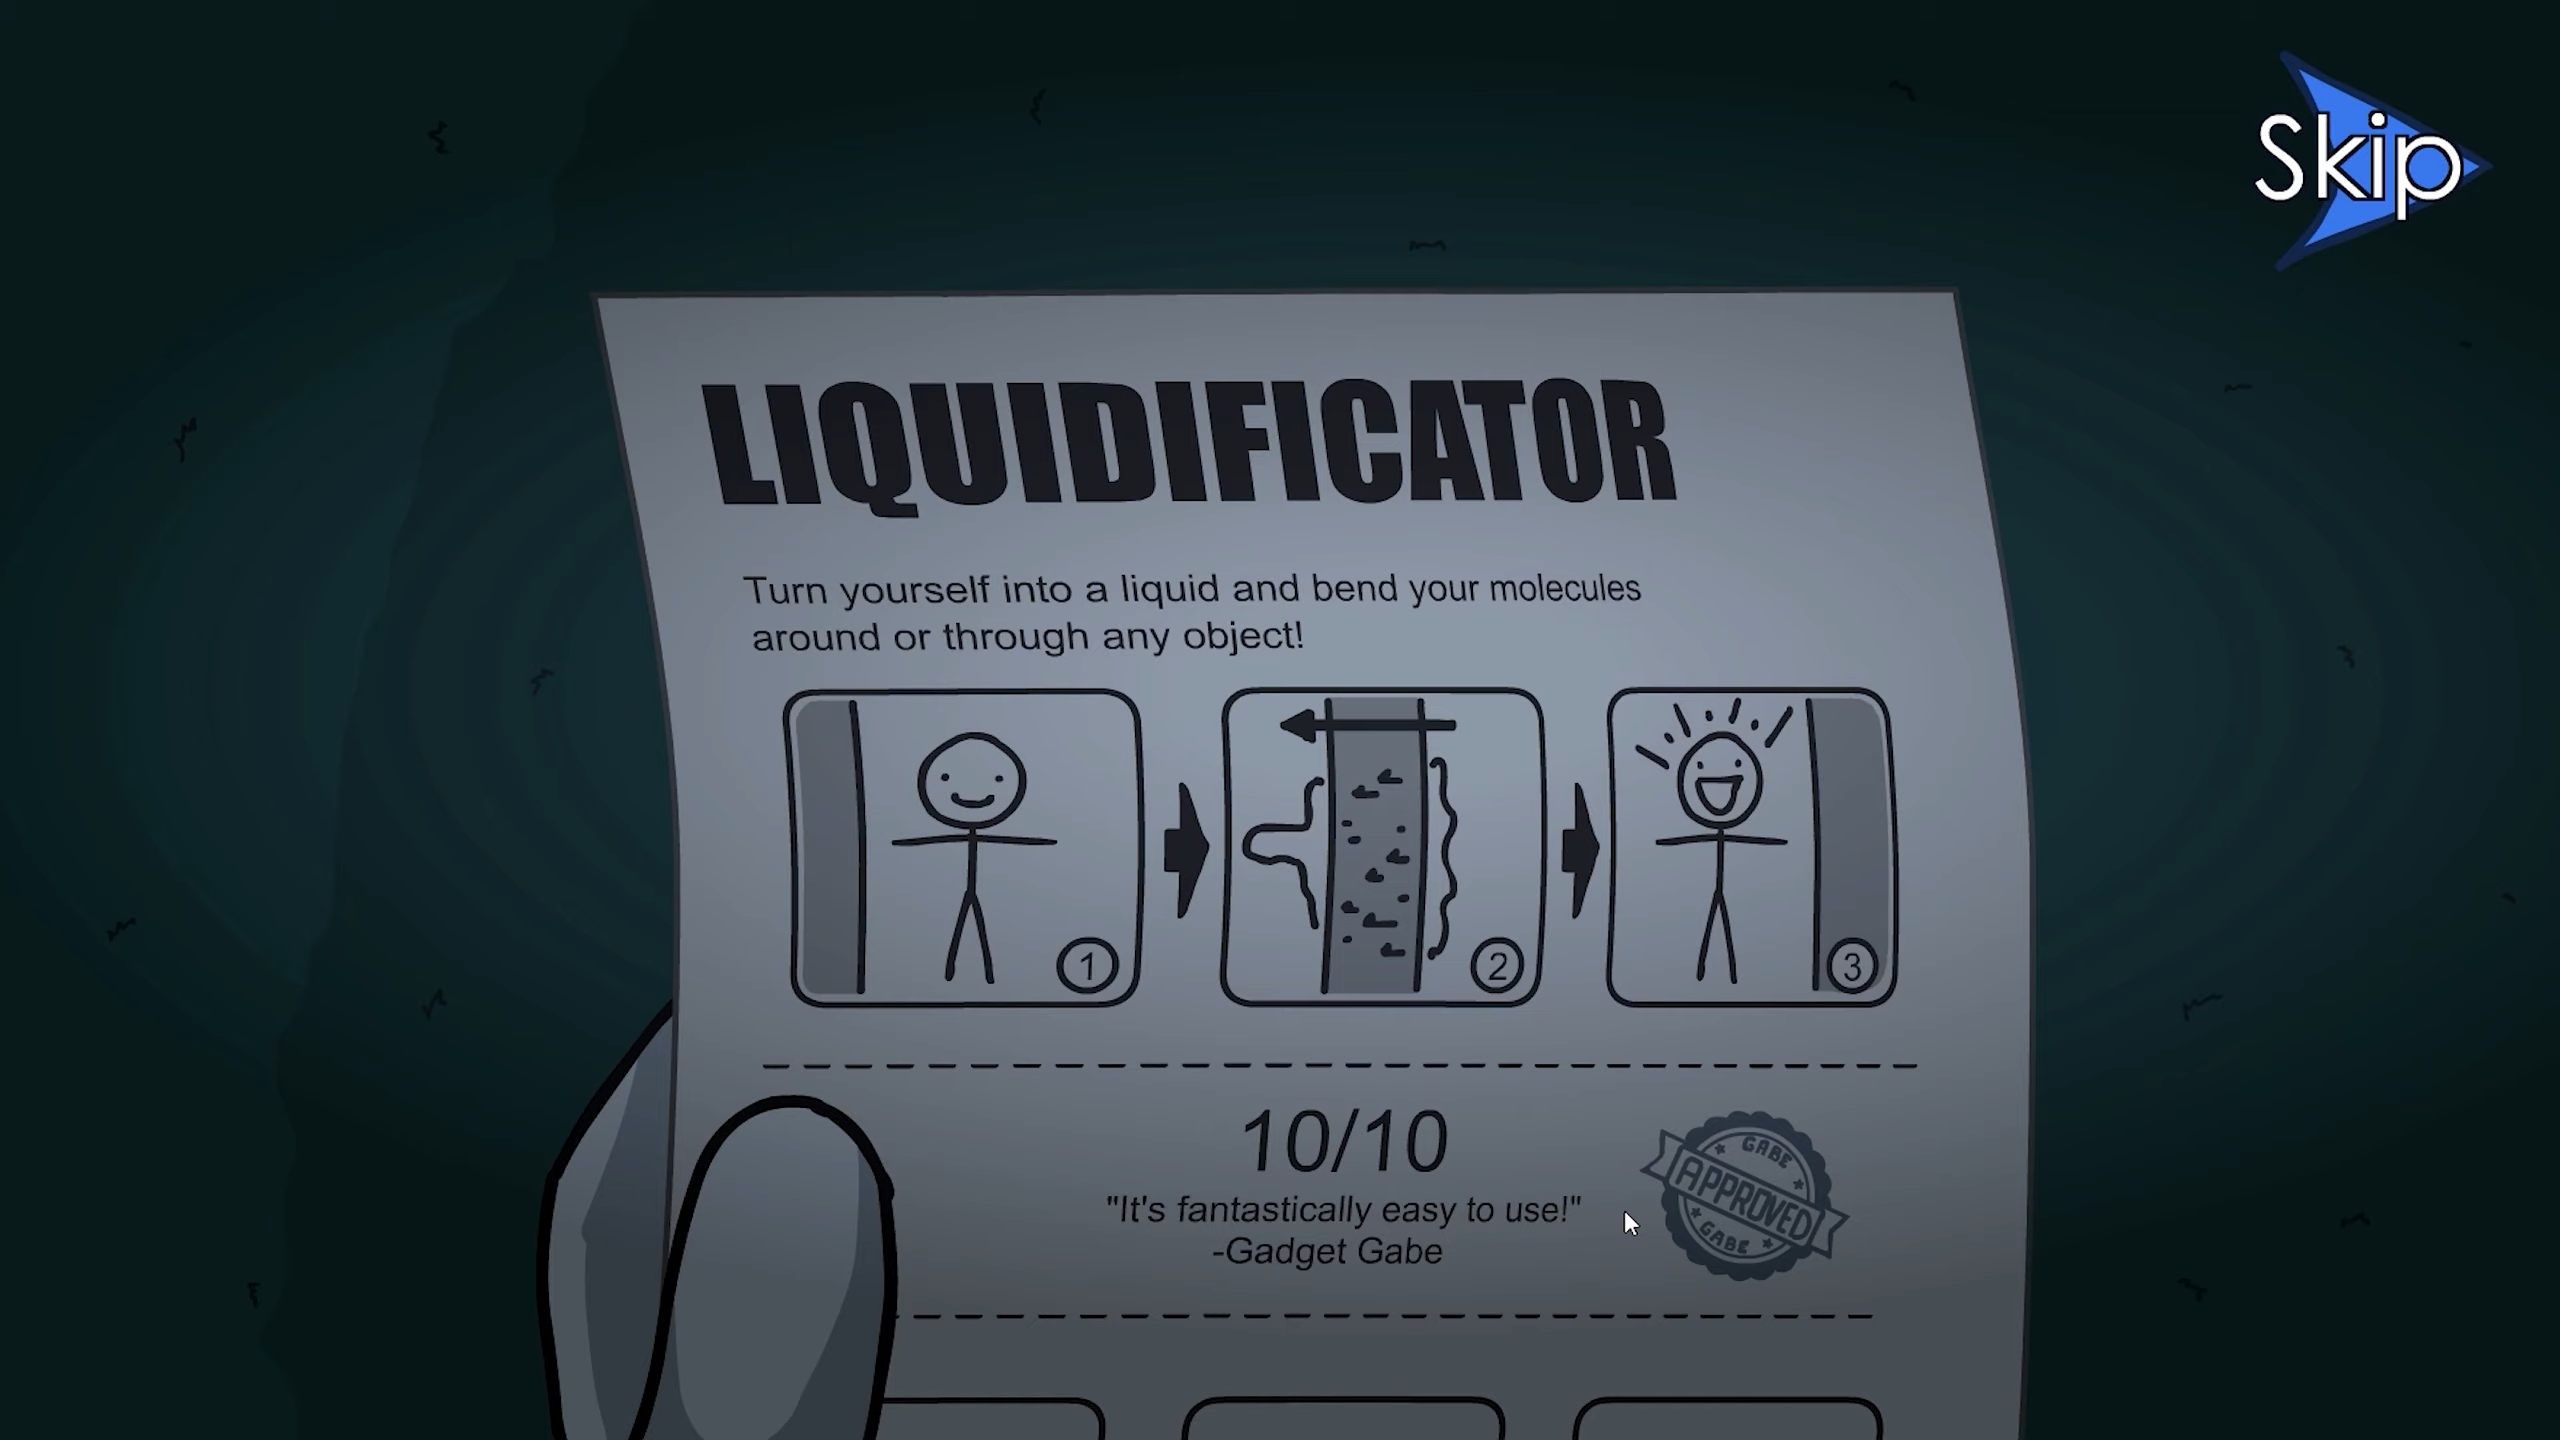 Skip
LIQUIDIFICATOR
Turn yourself into a liquid and bend your molecules
around or through any object!
1
2
3
10/10
"It's fantastically easy to use!"
-Gadget Gabe
GABE
APPROVED
GABE